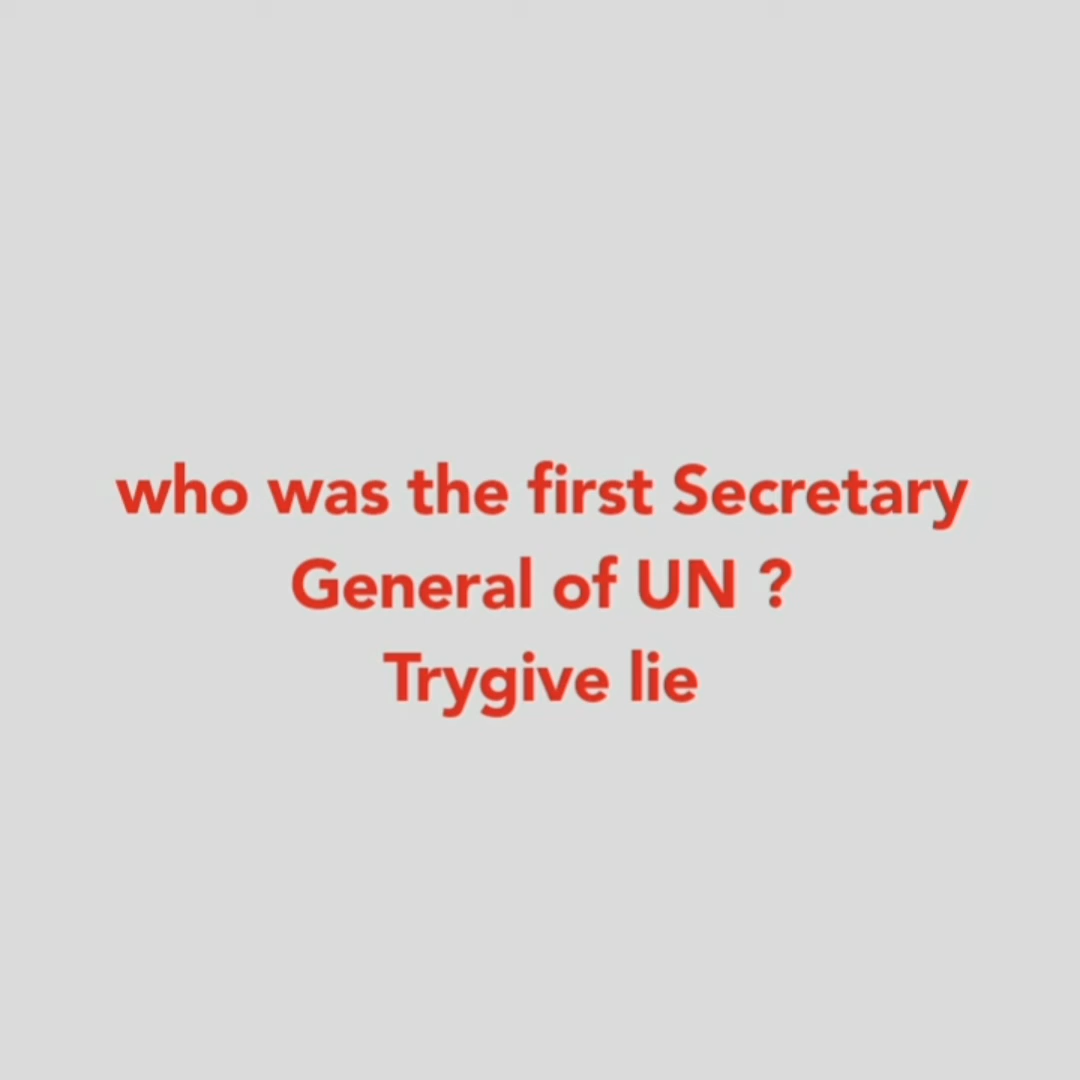 who was the first Secretary
General of UN ?
Trygive lie